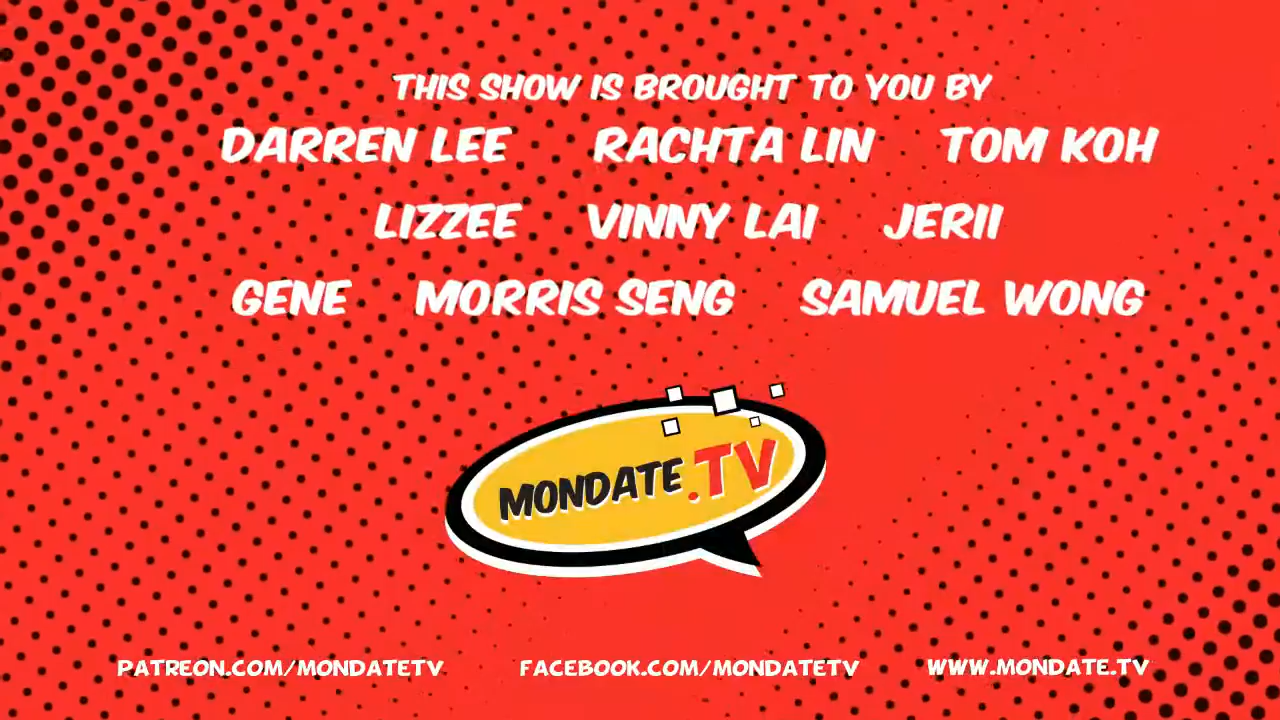 THIS SHOW IS BROUGHT TO YOU BY
DARREN LEE RACHTA LIN TOM KOH
LIZZEE VINNY LAI JERII
GENE MORRIS SENG SAMUEL WONG
MONDATE.TV
PATREON.COM/MONDATETV FACEBOOK.COM/MONDATETV WWW.MONDATE.TV